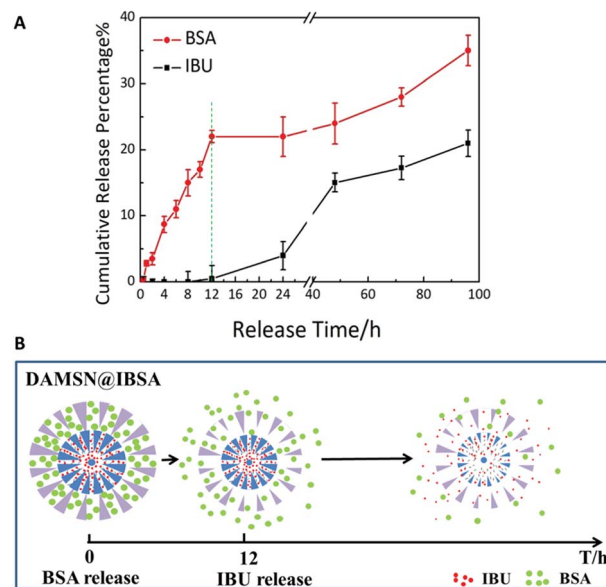 A
BSA
IBU
Cumulative Release Percentage%
40
30
20
10
0
0 4 8 12 16 20 24 40 60 80 100
Release Time/h
B
DAMSN@IBSA
0 12 T/h
BSA release IBU release IBU BSA